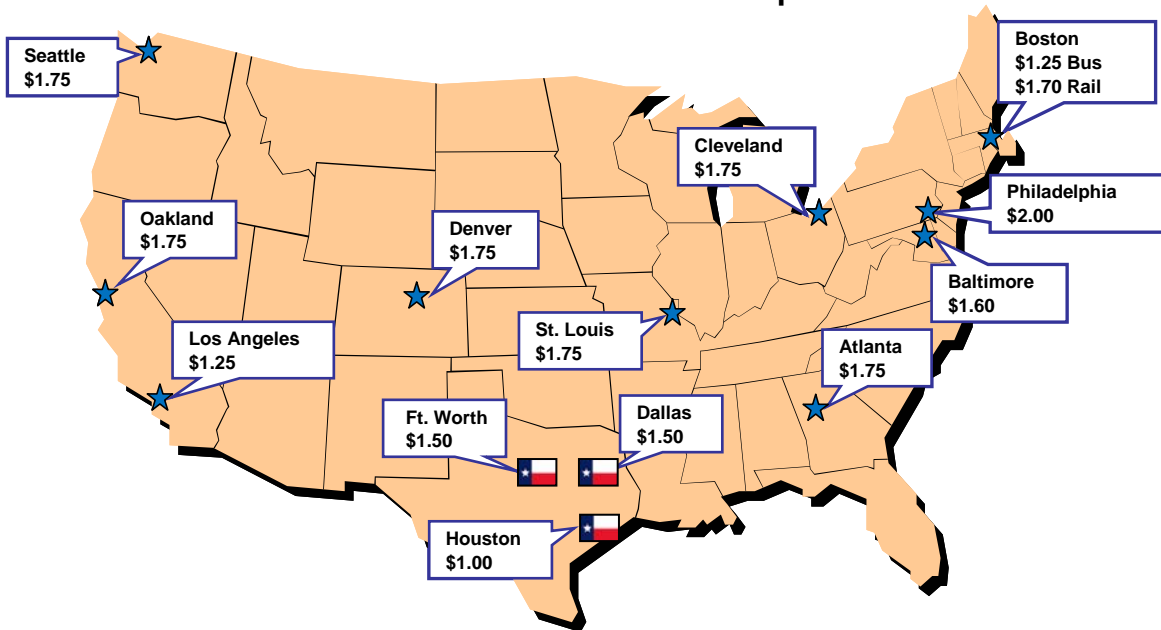 Seattle
$1.75
Boston
$1.25 Bus
$1.70 Rail
Cleveland
$1.75
Philadelphia
$2.00
Oakland
$1.75
Denver
$1.75
Baltimore
$1.60
St. Louis
$1.75
Los Angeles
$1.25
Atlanta
$1.75
Ft. Worth
$1.50
Dallas
$1.50
Houston
$1.00